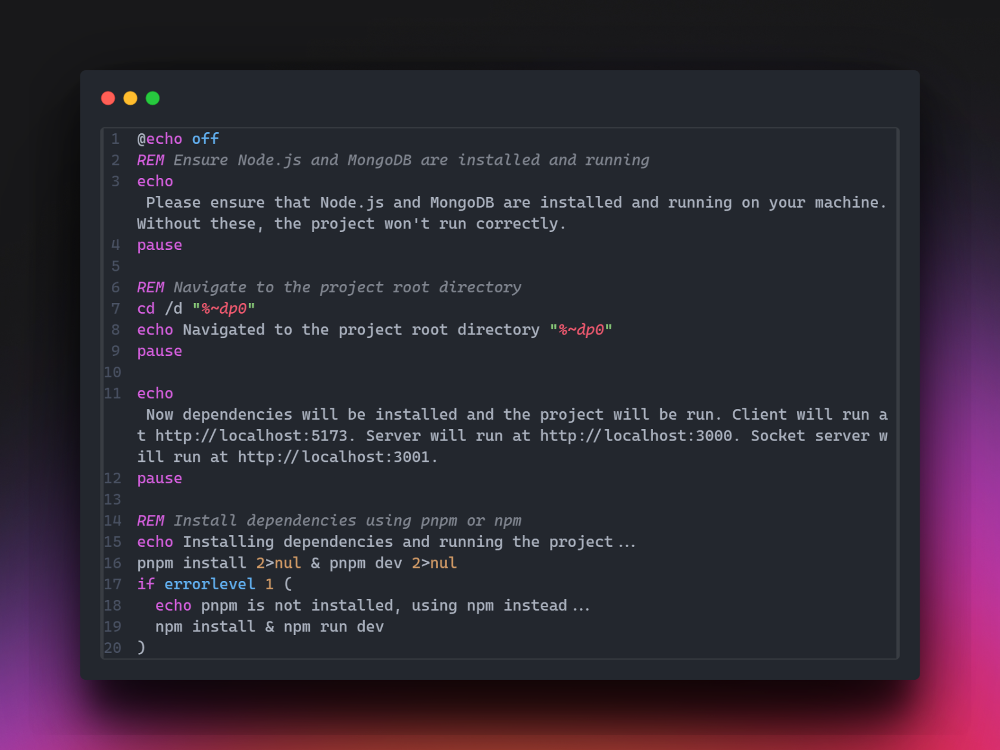 1 @echo off
2 REM Ensure Node.js and MongoDB are installed and running
3 echo
Please ensure that Node.js and MongoDB are installed and running on your machine.
Without these, the project won't run correctly.
4 pause
5
6 REM Navigate to the project root directory
7 cd /d "%~dp0"
8 echo Navigated to the project root directory "%~dp0"
9 pause
10
11 echo
Now dependencies will be installed and the project will be run. Client will run a
t http://localhost:5173. Server will run at http://localhost:3000. Socket server w
ill run at http://localhost:3001.
12 pause
13
14 REM Install dependencies using pnpm or npm
15 echo Installing dependencies and running the project...
16 pnpm install 2>nul & pnpm dev 2>nul
17 if errorlevel 1 (
18   echo pnpm is not installed, using npm instead...
19   npm install & npm run dev
20 )